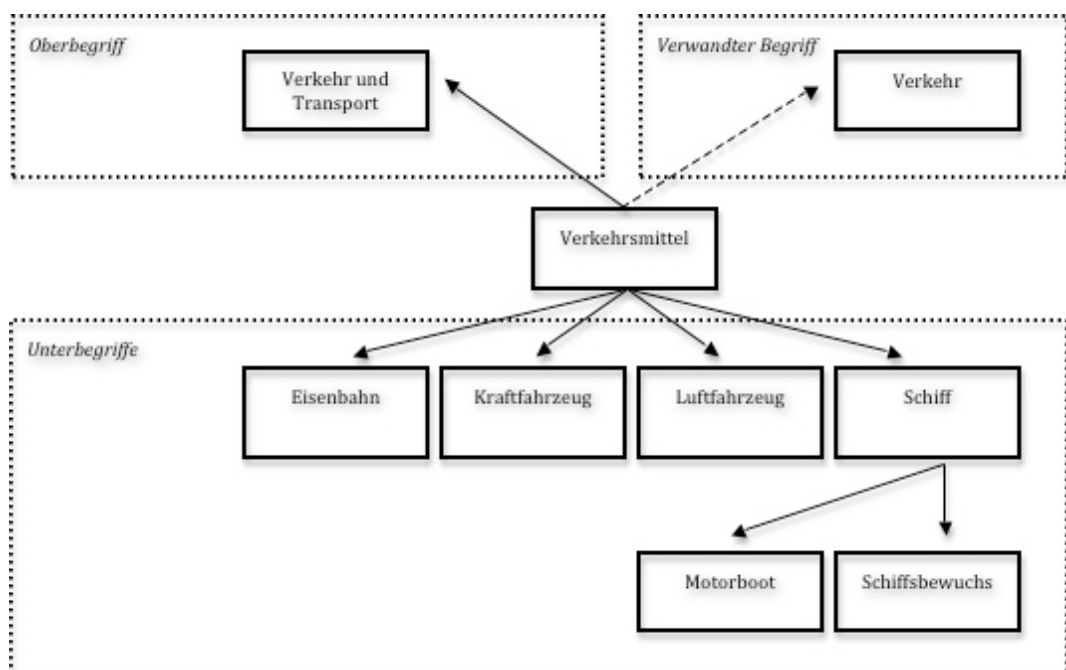 Oberbegriff
Verkehr und
Transport
Verwandter Begriff
Verkehr
Verkehrsmittel
Unterbegriffe
Eisenbahn
Kraftfahrzeug
Luftfahrzeug
Schiff
Motorboot
Schiffsbewuchs